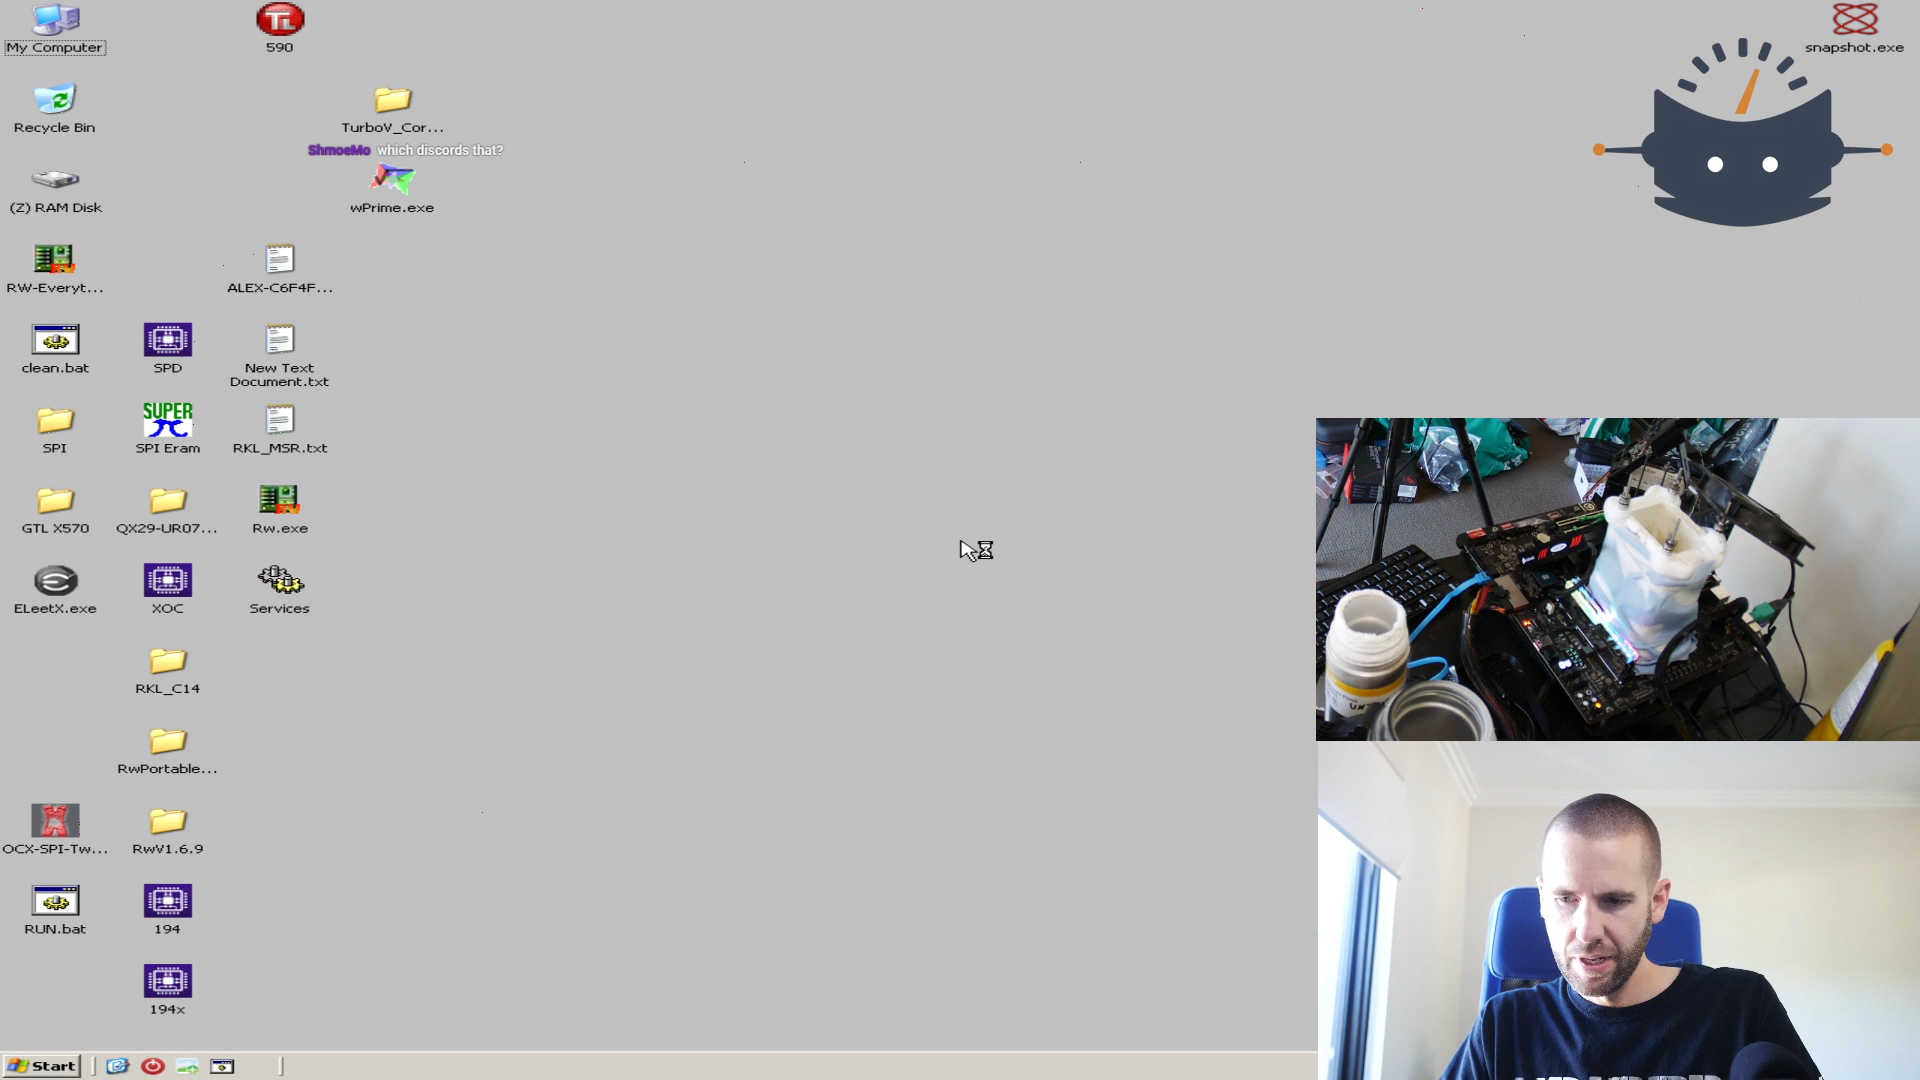 My Computer
590
snapshot.exe
Recycle Bin
TurboV_Cor...
ShmoeMo which discords that?
(Z) RAM Disk
wPrime.exe
RW-Everyt...
ALEX-C6F4F...
clean.bat
SPD
New Text
Document.txt
SUPER
SPI
SPI Eram
RKL_MSR.txt
GTL X570
QX29-UR07...
Rw.exe
ELeetX.exe
XOC
Services
RKL_C14
RwPortable...
OCX-SPI-Tw...
RwV1.6.9
RUN.bat
194
194x
Start